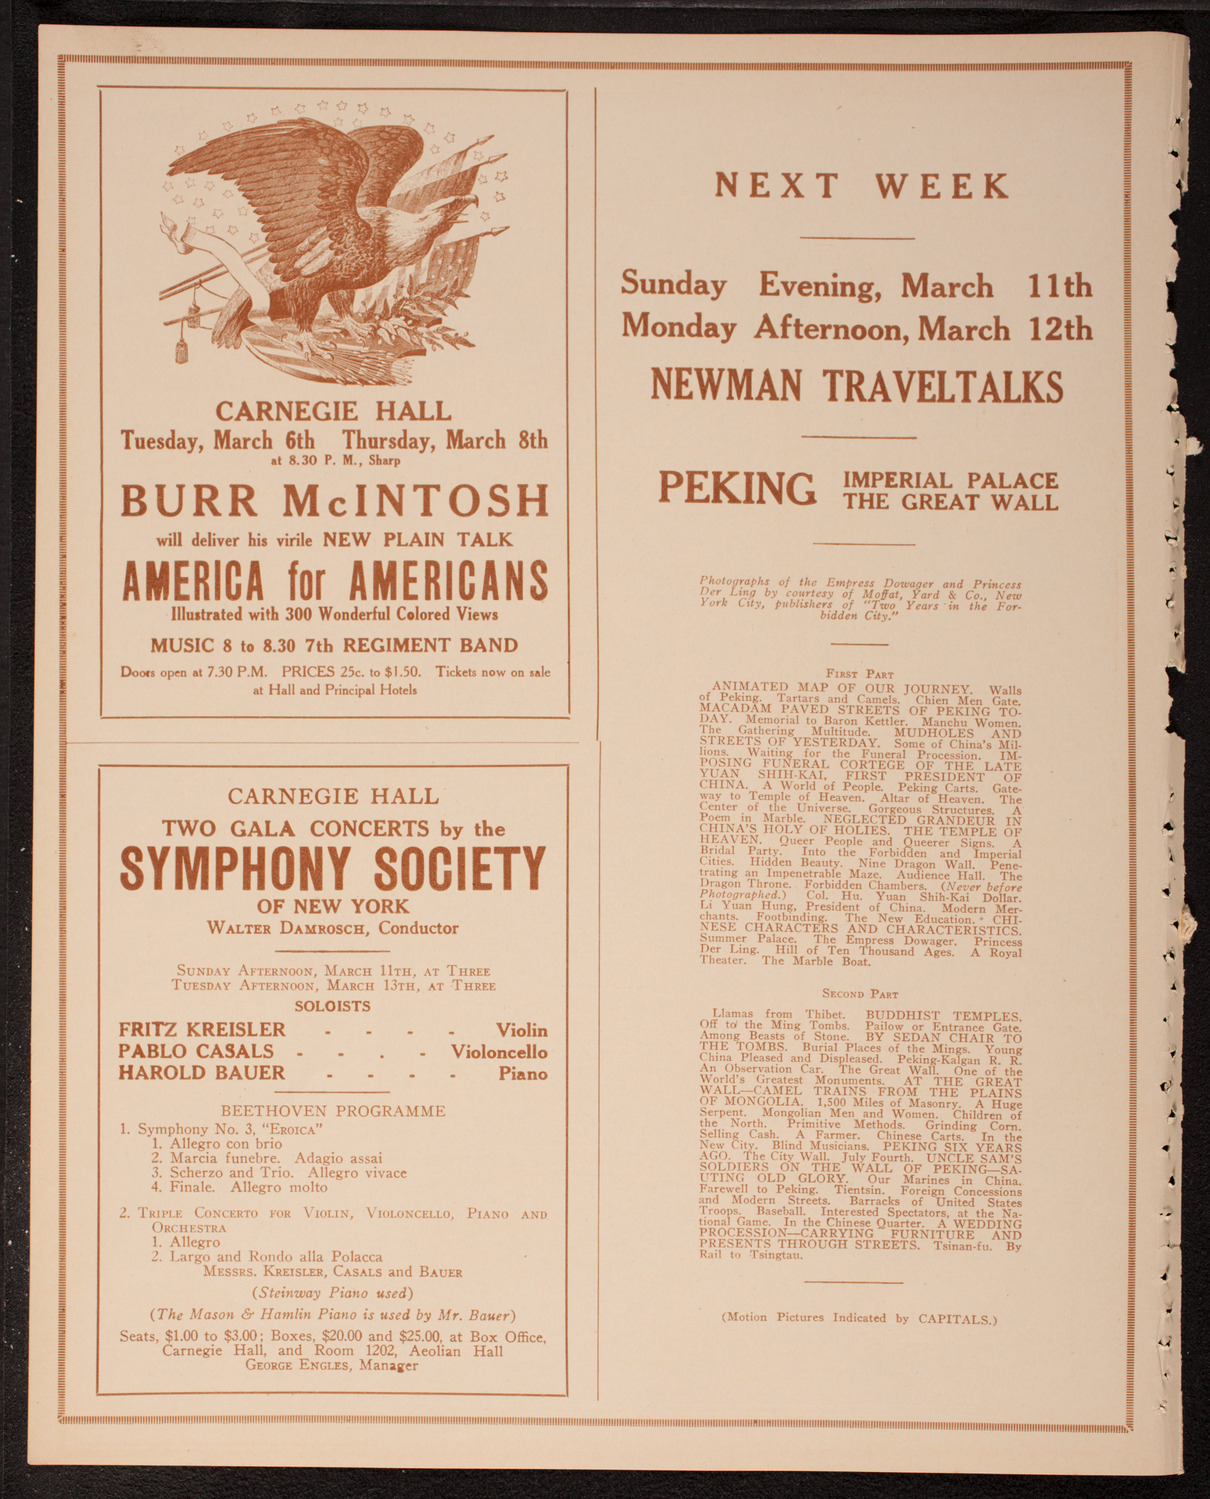 CARNEGIE HALL
Tuesday, March 6th Thursday, March 8th
at 8.30 P. M., Sharp
BURR McINTOSH
will deliver his virile NEW PLAIN TALK
AMERICA for AMERICANS
Illustrated with 300 Wonderful Colored Views
MUSIC 8 to 8.30 7th REGIMENT BAND
Doors open at 7.30 P.M. PRICES 25c. to $1.50. Tickets now on sale
at Hall and Principal Hotels
CARNEGIE HALL
TWO GALA CONCERTS by the
SYMPHONY SOCIETY
OF NEW YORK
WALTER DAMROSCH, Conductor
SUNDAY AFTERNOON, MARCH 11TH, AT THREE
TUESDAY AFTERNOON, MARCH 13TH, AT THREE
SOLOISTS
FRITZ KREISLER - - - - Violin
PABLO CASALS - - . - Violoncello
HAROLD BAUER - - - - Piano
BEETHOVEN PROGRAMME
1. Symphony No. 3, "EROICA"
1. Allegro con brio
2. Marcia funebre. Adagio assai
3. Scherzo and Trio. Allegro vivace
4. Finale. Allegro molto
2. TRIPLE CONCERTO FOR VIOLIN, VIOLONCELLO, PIANO AND
ORCHESTRA
1. Allegro
2. Largo and Rondo alla Polacca
MESSRS. KREISLER, CASALS and BAUER
(Steinway Piano used)
(The Mason & Hamlin Piano is used by Mr. Bauer)
Seats, $1.00 to $3.00; Boxes, $20.00 and $25.00, at Box Office,
Carnegie Hall, and Room 1202, Aeolian Hall
GEORGE ENGLES, Manager
NEXT WEEK
Sunday Evening, March 11th
Monday Afternoon, March 12th
NEWMAN TRAVELTALKS
PEKING IMPERIAL PALACE
THE GREAT WALL
Photographs of the Empress Dowager and Princess
Der Ling by courtesy of Moffat, Yard & Co., New
York City, publishers of "Two Years in the For-
bidden City."
FIRST PART
ANIMATED MAP OF OUR JOURNEY. Walls
of Peking. Tartars and Camels. Chien Men Gate.
MACADAM PAVED STREETS OF PEKING TO-
DAY. Memorial to Baron Kettler. Manchu Women.
The Gathering Multitude. MUDHOLES AND
STREETS OF YESTERDAY. Some of China's Mil-
lions. Waiting for the Funeral Procession. IM-
POSING FUNERAL CORTEGE OF THE LATE
YUAN SHIH-KAI, FIRST PRESIDENT OF
CHINA. A World of People. Peking Carts. Gate-
way to Temple of Heaven. Altar of Heaven. The
Center of the Universe. Gorgeous Structures. A
Poem in Marble. NEGLECTED GRANDEUR IN
CHINA'S HOLY OF HOLIES. THE TEMPLE OF
HEAVEN. Queer People and Queerer Signs. A
Bridal Party. Into the Forbidden and Imperial
Cities. Hidden Beauty. Nine Dragon Wall. Pene-
trating an Impenetrable Maze. Audience Hall. The
Dragon Throne. Forbidden Chambers. (Never before
Photographed.) Col. Hu. Yuan Shih-Kai Dollar.
Li Yuan Hung, President of China. Modern Mer-
chants. Footbinding. The New Education. CHI-
NESE CHARACTERS AND CHARACTERISTICS.
Summer Palace. The Empress Dowager. Princess
Der Ling. Hill of Ten Thousand Ages. A Royal
Theater. The Marble Boat.
SECOND PART
Llamas from Thibet. BUDDHIST TEMPLES.
Off to the Ming Tombs. Pailow or Entrance Gate.
Among Beasts of Stone. BY SEDAN CHAIR TO
THE TOMBS. Burial Places of the Mings. Young
China Pleased and Displeased. Peking-Kalgan R. R.
An Observation Car. The Great Wall. One of the
World's Greatest Monuments. AT THE GREAT
WALL—CAMEL TRAINS FROM THE PLAINS
OF MONGOLIA. 1,500 Miles of Masonry. A Huge
Serpent. Mongolian Men and Women. Children of
the North. Primitive Methods. Grinding Corn.
Selling Cash. A Farmer. Chinese Carts. In the
New City. Blind Musicians. PEKING SIX YEARS
AGO. The City Wall. July Fourth. UNCLE SAM'S
SOLDIERS ON THE WALL OF PEKING—SA-
UTING OLD GLORY. Our Marines in China.
Farewell to Peking. Tientsin. Foreign Concessions
and Modern Streets. Barracks of United States
Troops. Baseball. Interested Spectators, at the Na-
tional Game. In the Chinese Quarter. A WEDDING
PROCESSION—CARRYING FURNITURE AND
PRESENTS THROUGH STREETS. Tsinan-fu. By
Rail to Tsingtau.
(Motion Pictures Indicated by CAPITALS.)